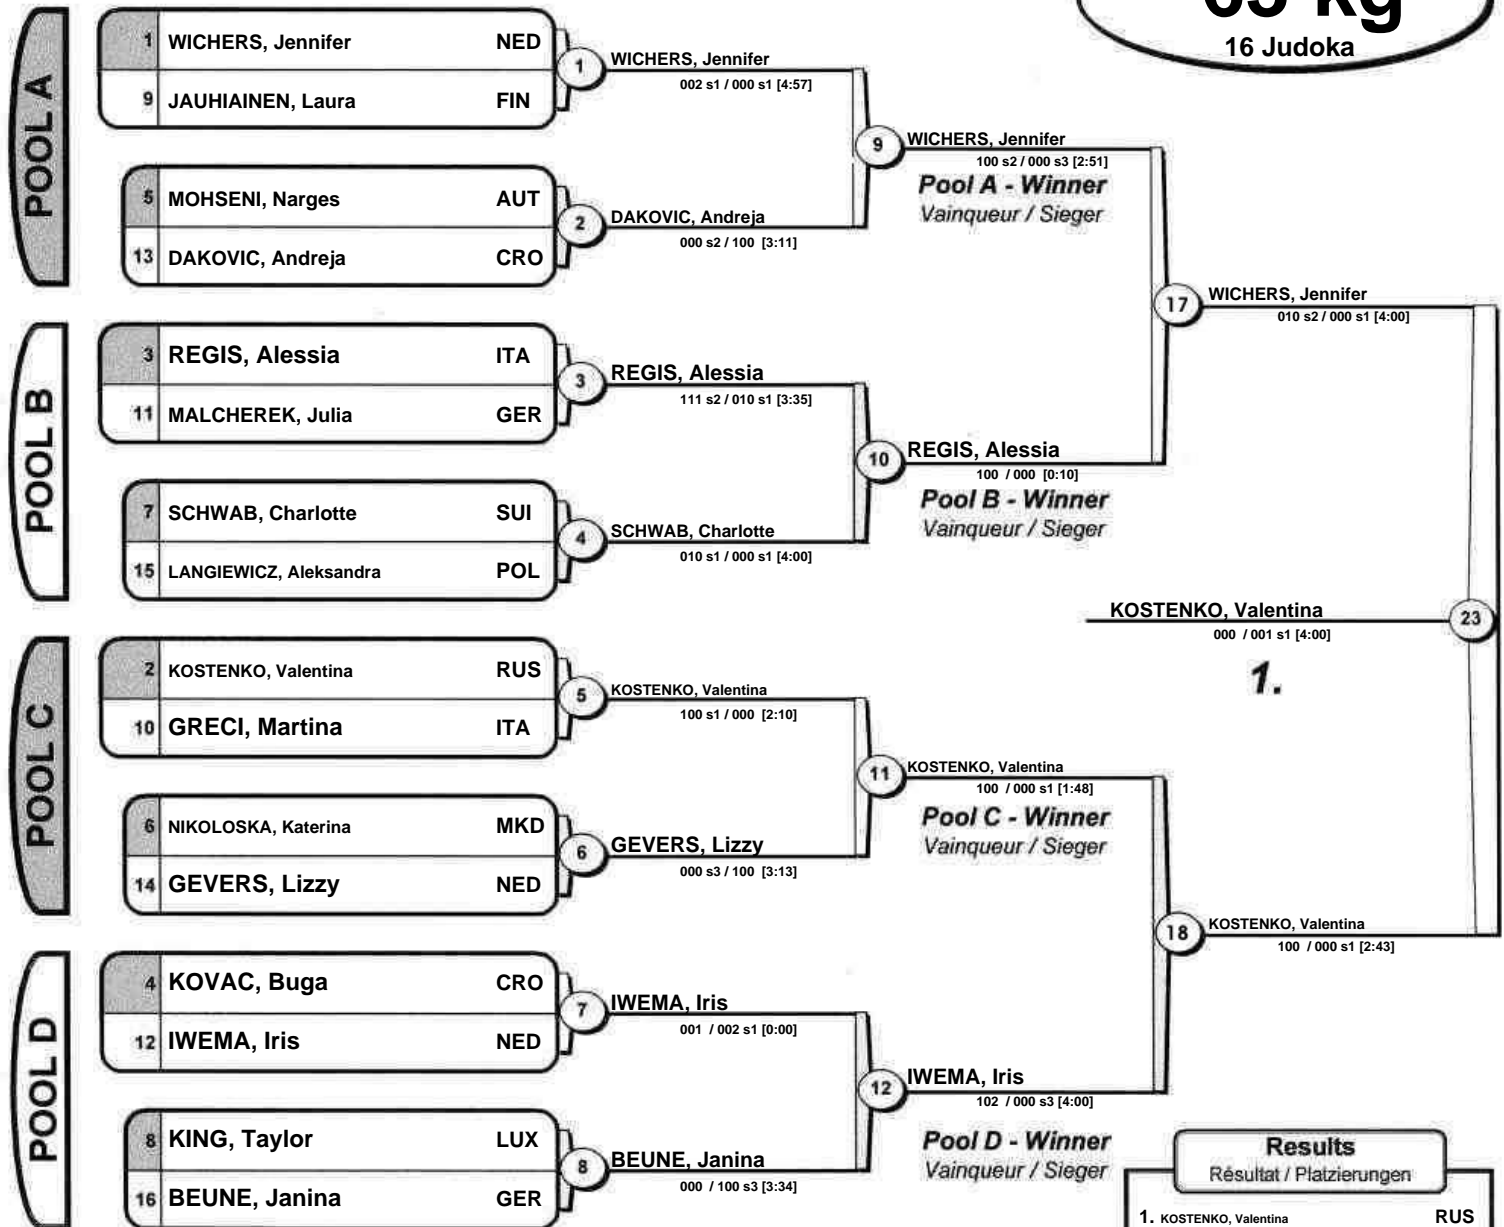 63 kg
16 Judoka
POOL A
1 WICHERS, Jennifer NED
9 JAUHIAINEN, Laura FIN
1
WICHERS, Jennifer
002 s1 / 000 s1 [4:57]
5 MOHSENI, Narges AUT
13 DAKOVIC, Andreja CRO
2
DAKOVIC, Andreja
000 s2 / 100 [3:11]
9
WICHERS, Jennifer
100 s2 / 000 s3 [2:51]
Pool A - Winner
Vainqueur / Sieger
POOL B
3 REGIS, Alessia ITA
11 MALCHEREK, Julia GER
3
REGIS, Alessia
111 s2 / 010 s1 [3:35]
7 SCHWAB, Charlotte SUI
15 LANGIEWICZ, Aleksandra POL
4
SCHWAB, Charlotte
010 s1 / 000 s1 [4:00]
10
REGIS, Alessia
100 / 000 [0:10]
Pool B - Winner
Vainqueur / Sieger
17
WICHERS, Jennifer
010 s2 / 000 s1 [4:00]
POOL C
2 KOSTENKO, Valentina RUS
10 GRECI, Martina ITA
5
KOSTENKO, Valentina
100 s1 / 000 [2:10]
6 NIKOLOSKA, Katerina MKD
14 GEVERS, Lizzy NED
6
GEVERS, Lizzy
000 s3 / 100 [3:13]
11
KOSTENKO, Valentina
100 / 000 s1 [1:48]
Pool C - Winner
Vainqueur / Sieger
POOL D
4 KOVAC, Buga CRO
12 IWEMA, Iris NED
7
IWEMA, Iris
001 / 002 s1 [0:00]
8 KING, Taylor LUX
16 BEUNE, Janina GER
8
BEUNE, Janina
000 / 100 s3 [3:34]
12
IWEMA, Iris
102 / 000 s3 [4:00]
Pool D - Winner
Vainqueur / Sieger
18
KOSTENKO, Valentina
100 / 000 s1 [2:43]
KOSTENKO, Valentina
000 / 001 s1 [4:00]
23
1.
Results
Résultat / Platzierungen
1. KOSTENKO, Valentina RUS